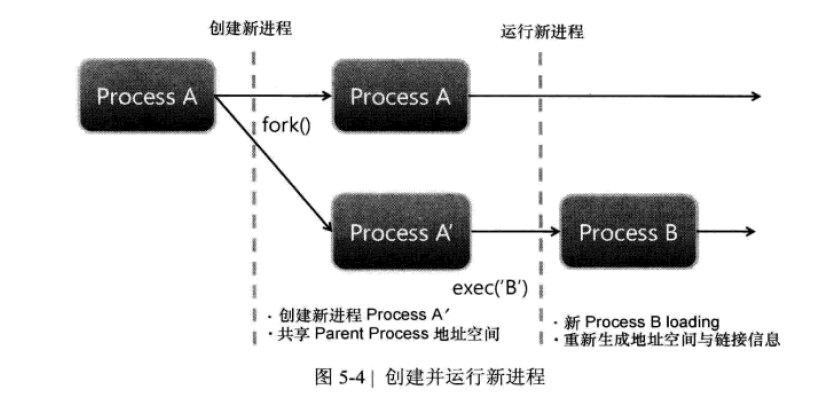 创建新进程
运行新进程
Process A
Process A
fork()
Process A′
Process B
exec('B')
· 创建新进程 Process A′
· 共享 Parent Process 地址空间
· 新 Process B loading
· 重新生成地址空间与链接信息
图 5-4 | 创建并运行新进程